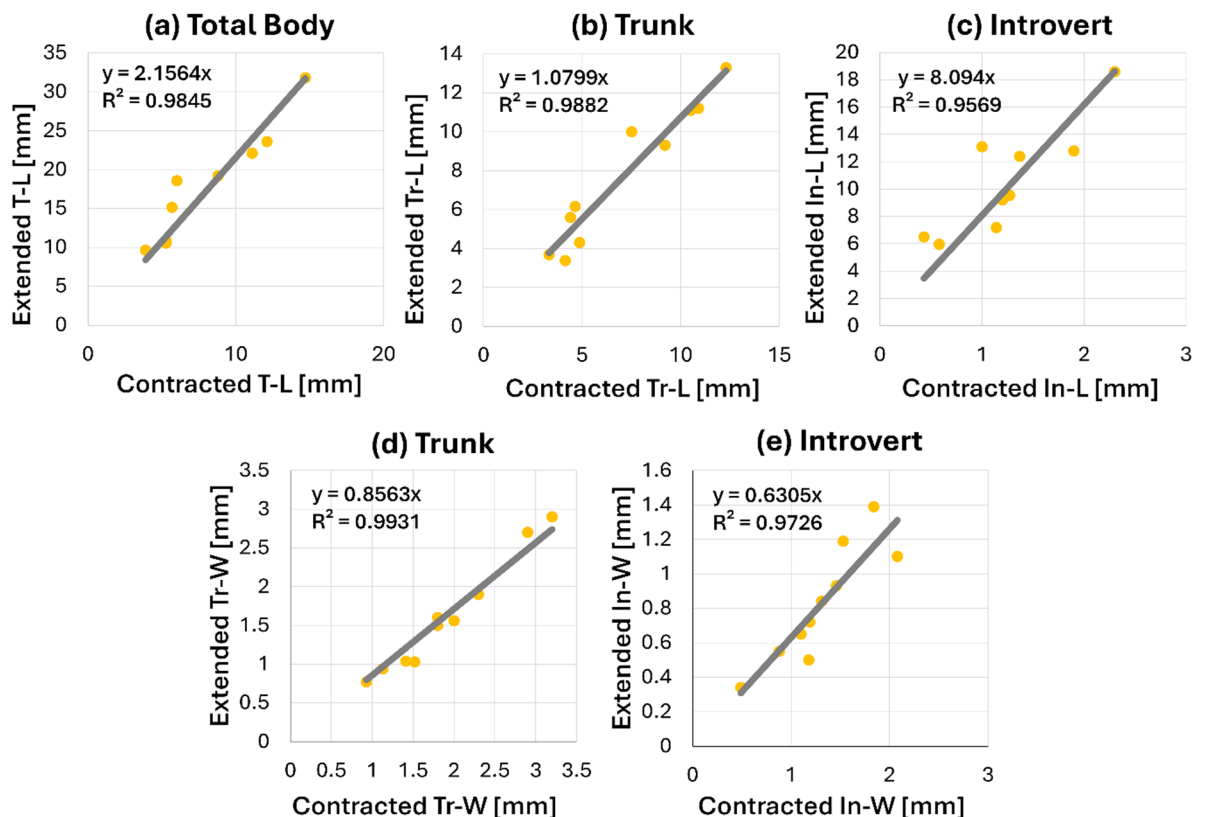 (a) Total Body
y = 2.1564x
R² = 0.9845
Extended T-L [mm]
35
30
25
20
15
10
5
0
0 10 20
Contracted T-L [mm]
(b) Trunk
y = 1.0799x
R² = 0.9882
Extended Tr-L [mm]
14
12
10
8
6
4
2
0
0 5 10 15
Contracted Tr-L [mm]
(c) Introvert
y = 8.094x
R² = 0.9569
Extended In-L [mm]
20
18
16
14
12
10
8
6
4
2
0
0 1 2 3
Contracted In-L [mm]
(d) Trunk
y = 0.8563x
R² = 0.9931
Extended Tr-W [mm]
3.5
3
2.5
2
1.5
1
0.5
0
0 0.5 1 1.5 2 2.5 3 3.5
Contracted Tr-W [mm]
(e) Introvert
y = 0.6305x
R² = 0.9726
Extended In-W [mm]
1.6
1.4
1.2
1
0.8
0.6
0.4
0.2
0
0 1 2 3
Contracted In-W [mm]